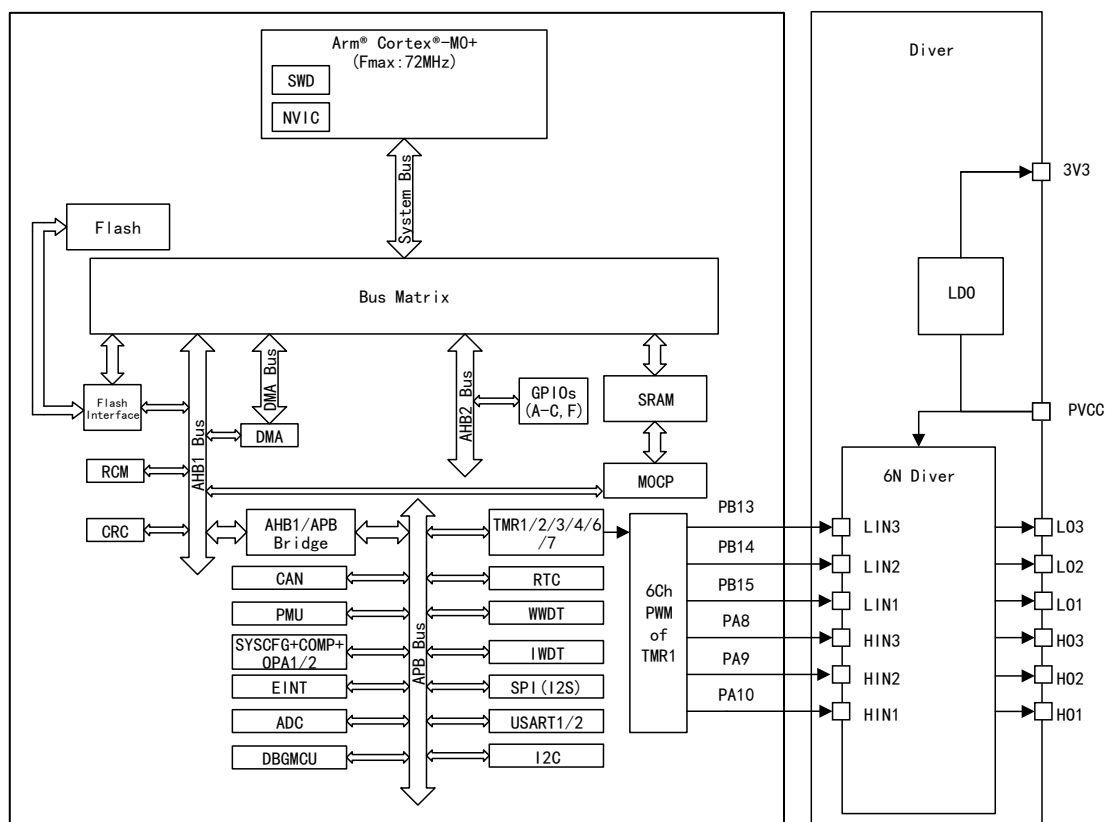 Arm® Cortex®-M0+
(Fmax:72MHz)
SWD
NVIC
System Bus
Flash
Bus Matrix
Flash
Interface
AHB1 Bus
DMA Bus
DMA
AHB2 Bus
GPIOs
(A-C,F)
SRAM
MOCP
RCM
CRC
AHB1/APB
Bridge
APB Bus
TMR1/2/3/4/6
/7
CAN
RTC
PMU
WWDT
SYSCFG+COMP+
OPA1/2
IWDT
EINT
SPI(I2S)
ADC
USART1/2
DBGMCU
I2C
6Ch
PWM
of
TMR1
PB13
PB14
PB15
PA8
PA9
PA10
Diver
3V3
LDO
PVCC
6N Diver
LIN3
LO3
LIN2
LO2
LIN1
LO1
HIN3
HO3
HIN2
HO2
HIN1
HO1